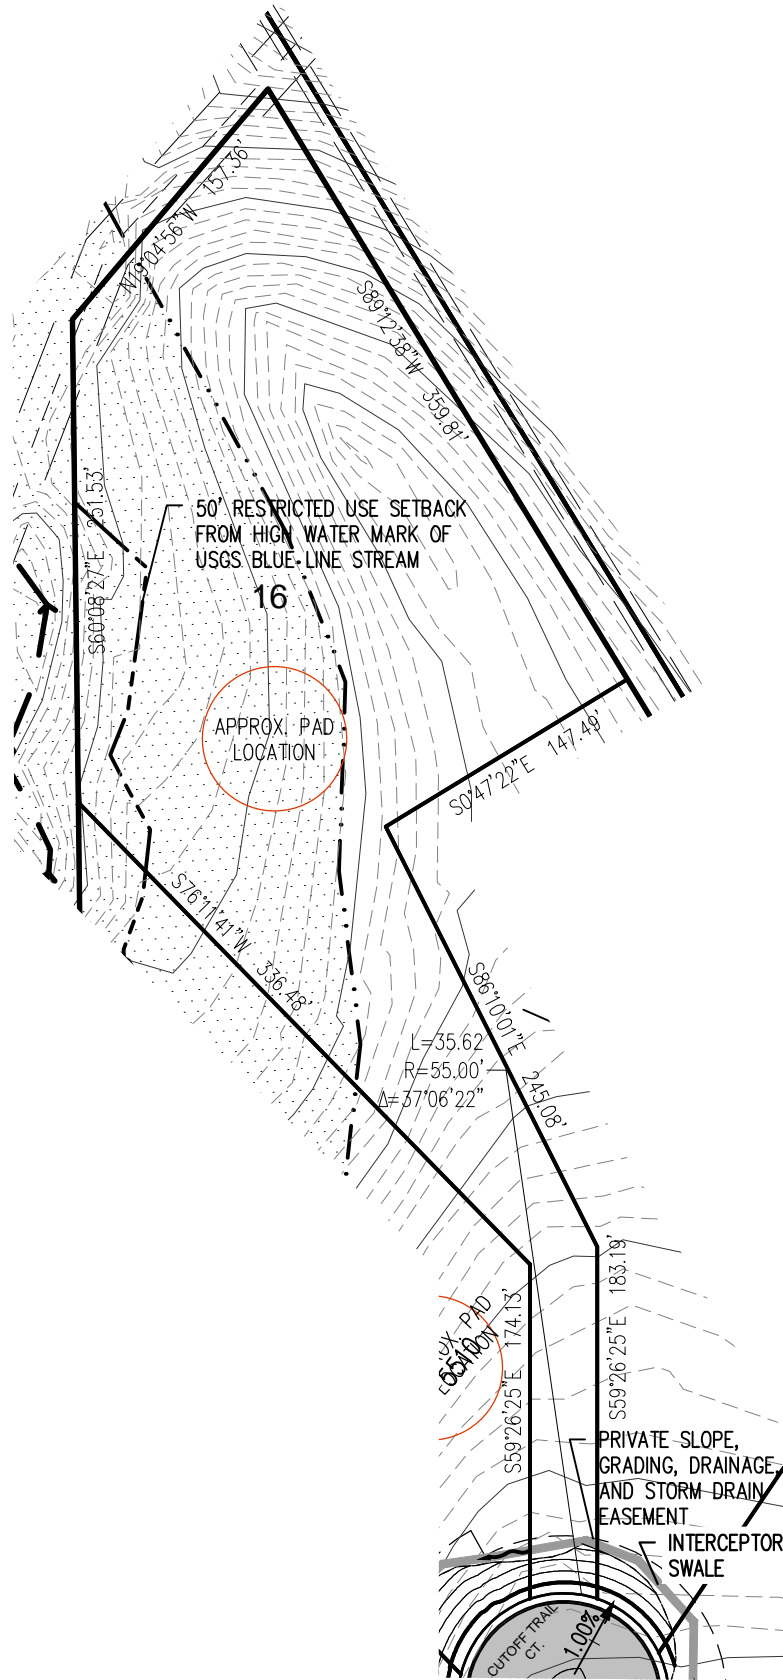 N19°04'56"W 157.36'
S89°12'38"W 359.81'
50' RESTRICTED USE SETBACK
FROM HIGH WATER MARK OF
USGS BLUE-LINE STREAM
16
S60°08'27"E 251.53'
APPROX. PAD
LOCATION
S0°47'22"E 147.49'
S76°11'41"W 336.48'
S86°10'01"E 245.08'
L=35.62
R=55.00'
Δ=37°06'22"
S59°26'25"E 183.19'
S59°26'25"E 174.13'
OX. PAD
OCATION
PRIVATE SLOPE,
GRADING, DRAINAGE,
AND STORM DRAIN
EASEMENT
INTERCEPTOR
SWALE
CUTOFF TRAIL
CT.
1.00%